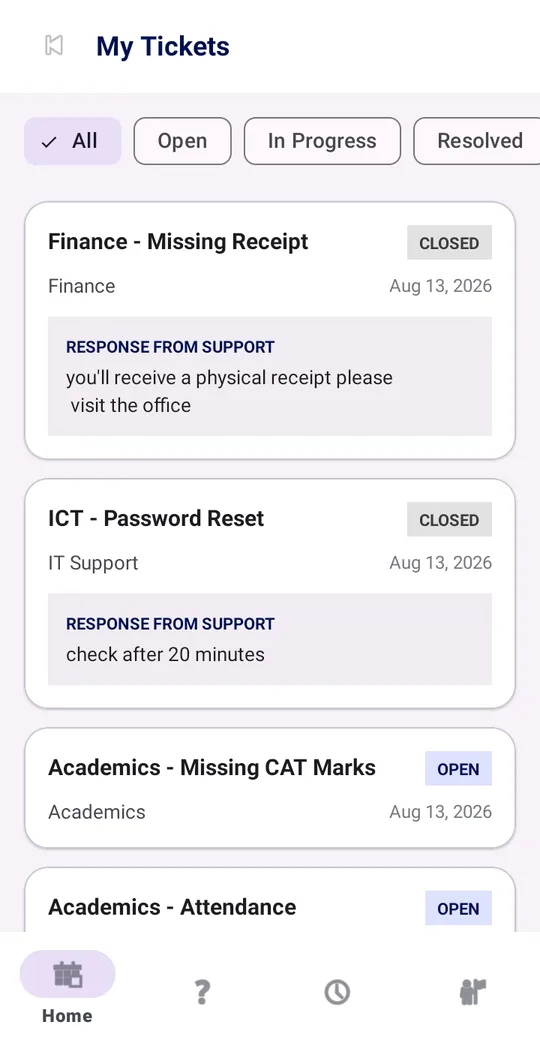 My Tickets
All
Open
In Progress
Resolved
Finance - Missing Receipt
CLOSED
Finance
Aug 13, 2026
RESPONSE FROM SUPPORT
you'll receive a physical receipt please
visit the office
ICT - Password Reset
CLOSED
IT Support
Aug 13, 2026
RESPONSE FROM SUPPORT
check after 20 minutes
Academics - Missing CAT Marks
OPEN
Academics
Aug 13, 2026
Academics - Attendance
OPEN
Home